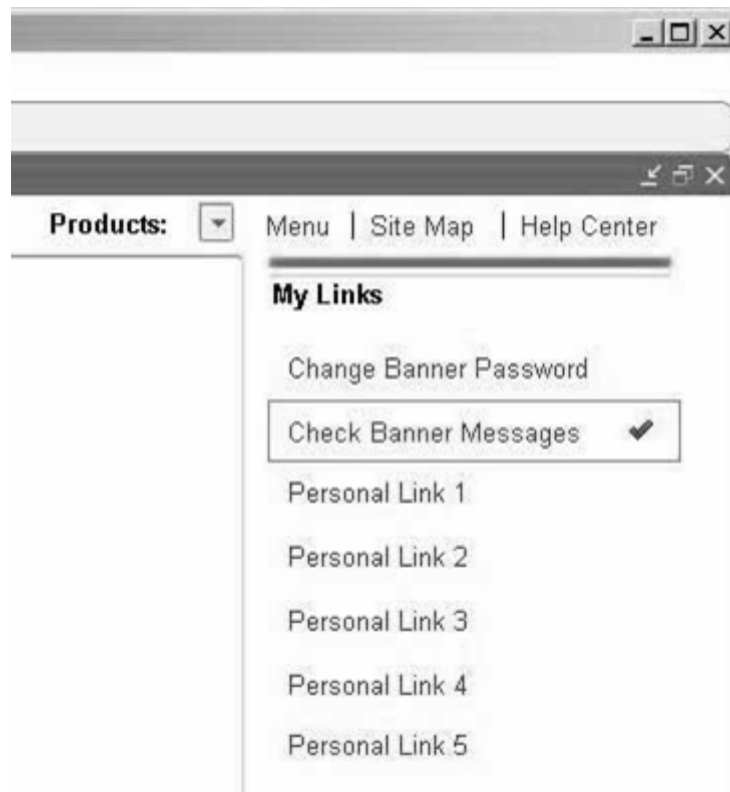 Products: Menu | Site Map | Help Center
My Links
Change Banner Password
Check Banner Messages
Personal Link 1
Personal Link 2
Personal Link 3
Personal Link 4
Personal Link 5